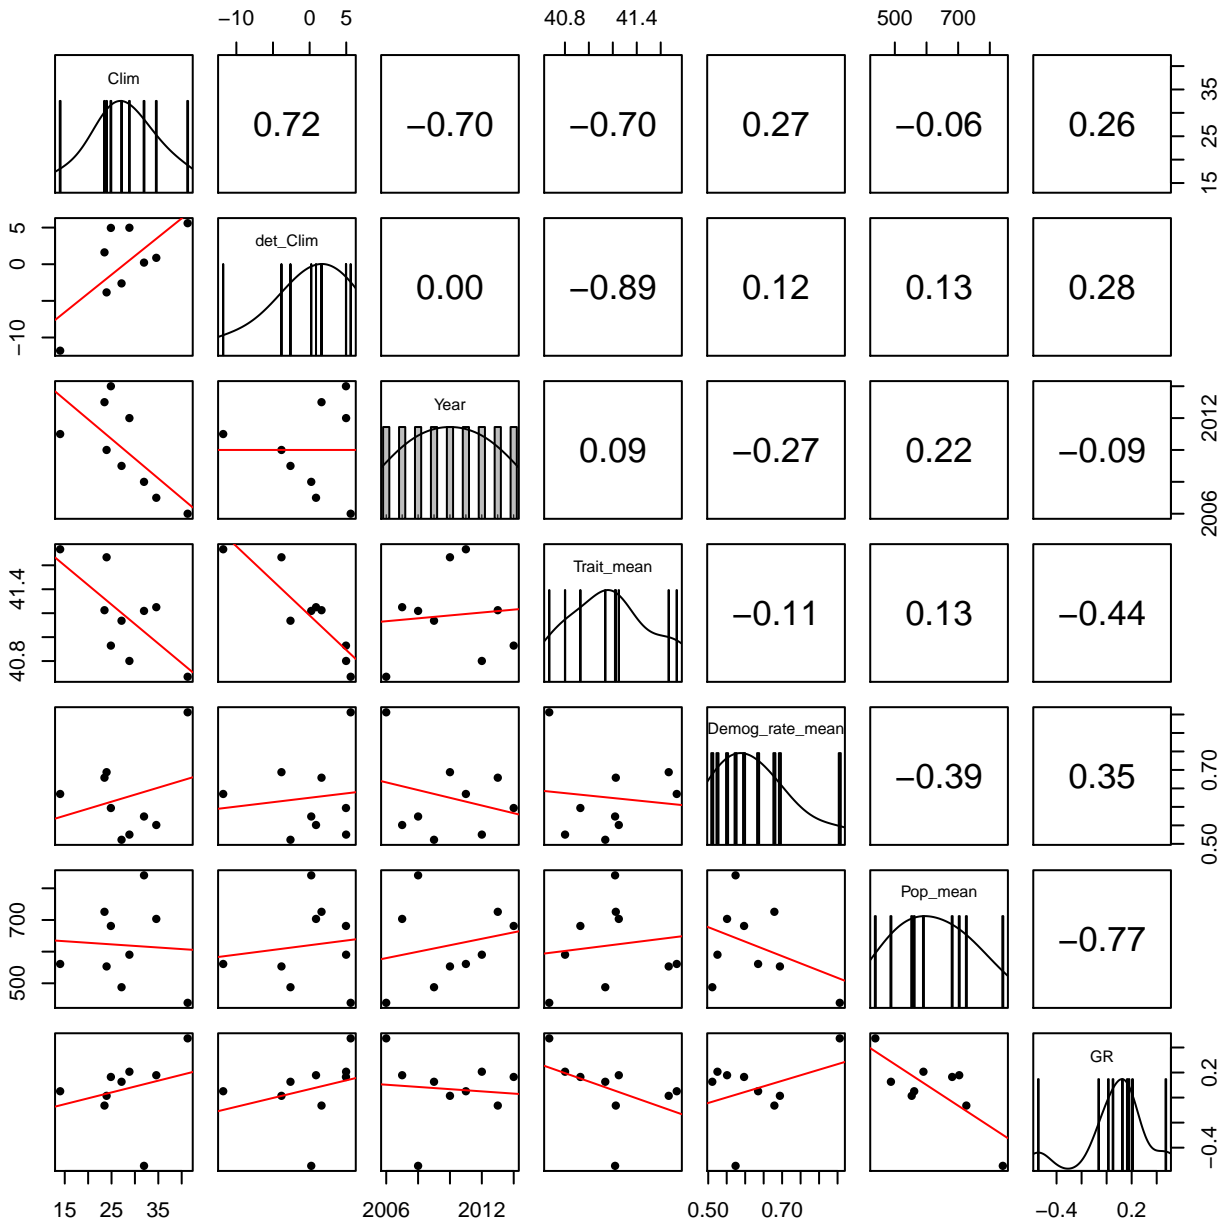 −10 0 5 40.8 41.4 500 700
Clim 0.72 −0.70 −0.70 0.27 −0.06 0.26 15 25 35
−10 0 5 det_Clim 0.00 −0.89 0.12 0.13 0.28
Year 0.09 −0.27 0.22 −0.09 2006 2012
40.8 41.4 Trait_mean −0.11 0.13 −0.44
Demog_rate_mean −0.39 0.35 0.50 0.70
500 700 Pop_mean −0.77
GR −0.4 0.2
15 25 35 2006 2012 0.50 0.70 −0.4 0.2